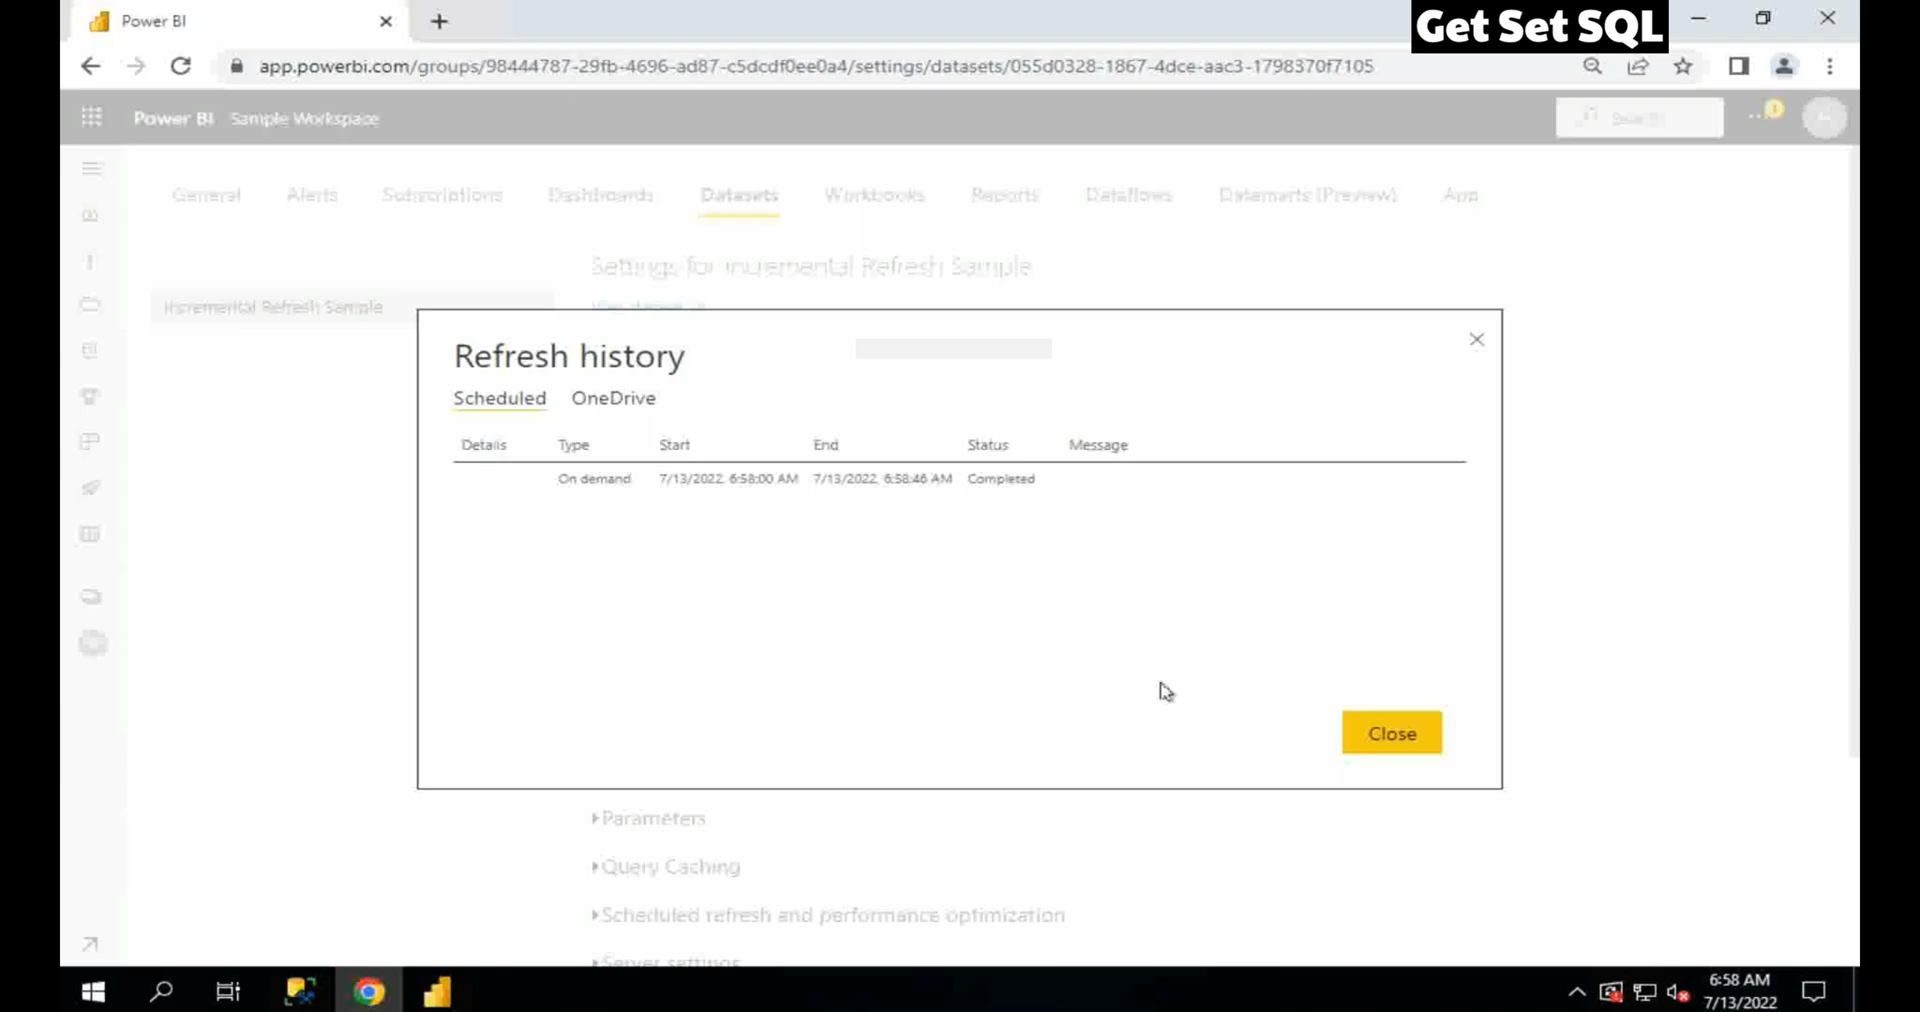 Power BI
Get Set SQL
app.powerbi.com/groups/98444787-29fb-4696-ad87-c5dcdf0ee0a4/settings/datasets/055d0328-1867-4dce-aac3-1798370f7105
Power BI Sample Workspace
General Alerts Subscriptions Dashboards Datasets Workbooks Reports Dataflows Datamarts (Preview) App
Settings for Incremental Refresh Sample
Incremental Refresh Sample
Refresh history
Scheduled OneDrive
Details Type Start End Status Message
On demand 7/13/2022, 6:58:00 AM 7/13/2022, 6:58:46 AM Completed
Close
Parameters
Query Caching
Scheduled refresh and performance optimization
Server settings
6:58 AM
7/13/2022